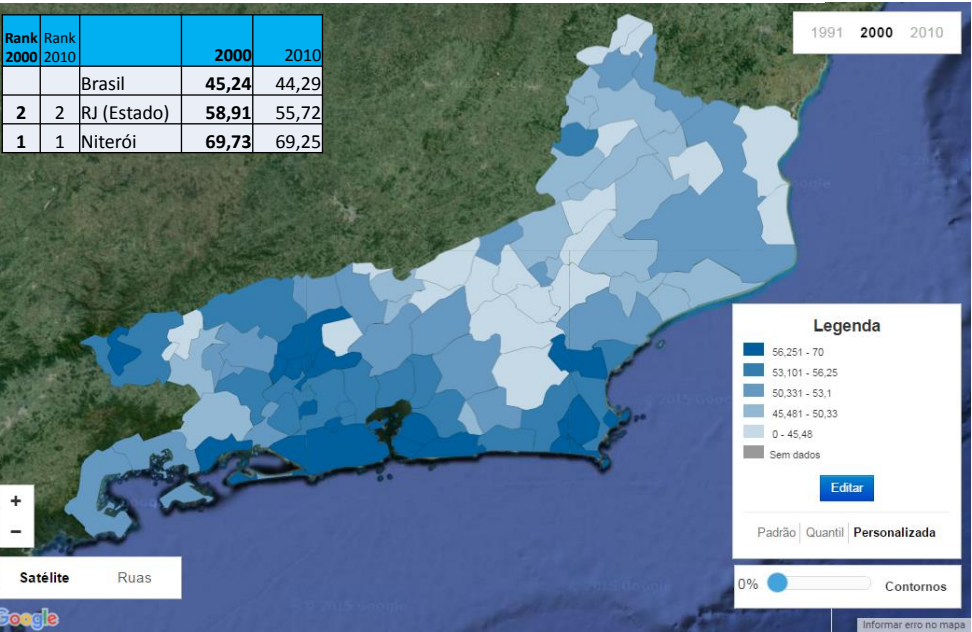 Rank 2000 Rank 2010 2000 2010
Brasil 45,24 44,29
2 2 RJ (Estado) 58,91 55,72
1 1 Niterói 69,73 69,25
1991 2000 2010
Legenda
56,251 - 70
53,101 - 56,25
50,331 - 53,1
45,481 - 50,33
0 - 45,48
Sem dados
Editar
Padrão Quantil Personalizada
+
−
Satélite Ruas
0% Contornos
Google
Informar erro no mapa